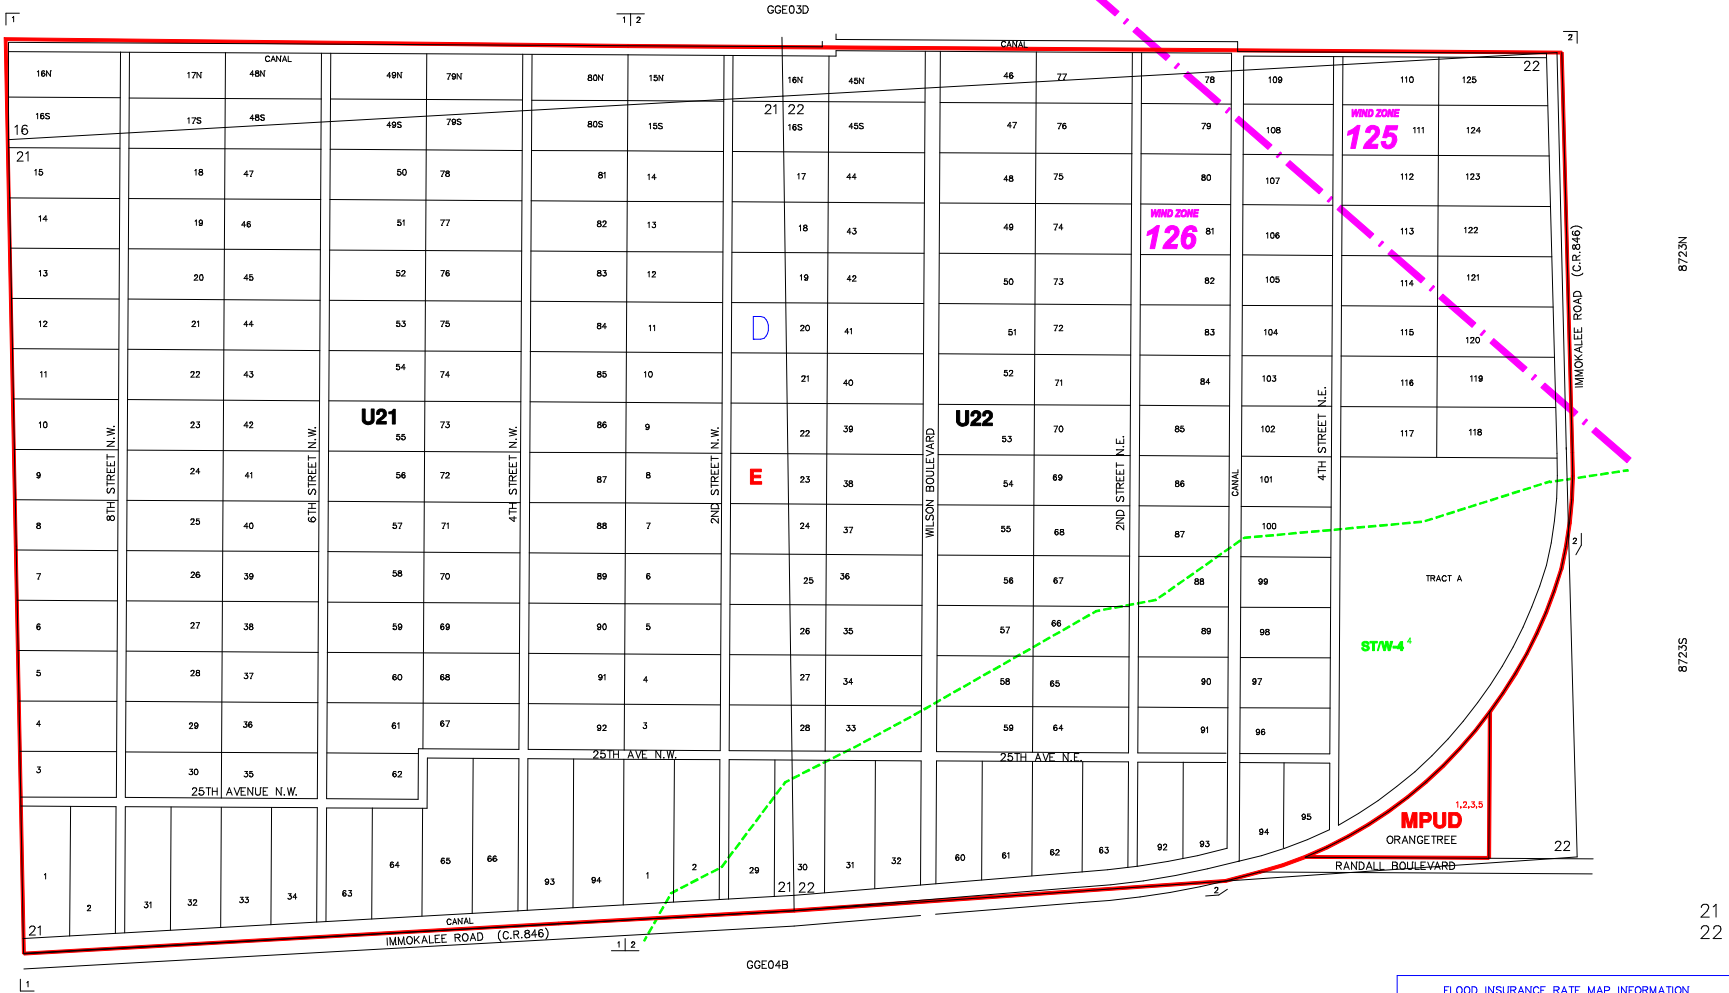 GGE03D
1
1 2
2
CANAL
CANAL
16N 17N 48N 49N 79N 80N 15N 16N 45N 46 77 78 109 110 125
22
16S 17S 48S 49S 79S 80S 15S 16S 45S 47 76 79 108 111 124
21 22
WIND ZONE
125
16
21
15 18 47 50 78 81 14 17 44 48 75 80 107 112 123
14 19 46 51 77 82 13 18 43 49 74 81 106 113 122
WIND ZONE
126
13 20 45 52 76 83 12 19 42 50 73 82 105 114 121
12 21 44 53 75 84 11 20 41 51 72 83 104 115 120
D
11 22 43 54 74 85 10 21 40 52 71 84 103 116 119
U21
U22
10 23 42 55 73 86 9 22 39 53 70 85 102 117 118
9 24 41 56 72 87 8 23 38 54 69 86 101
E
8 25 40 57 71 88 7 24 37 55 68 87 100
7 26 39 58 70 89 6 25 36 56 67 88 99
TRACT A
6 27 38 59 69 90 5 26 35 57 66 89 98
ST/W-4 4
5 28 37 60 68 91 4 27 34 58 65 90 97
4 29 36 61 67 92 3 28 33 59 64 91 96
3 30 35 62
8TH STREET N.W.
6TH STREET N.W.
4TH STREET N.W.
2ND STREET N.W.
WILSON BOULEVARD
2ND STREET N.E.
CANAL
4TH STREET N.E.
IMMOKALEE ROAD (C.R.846)
8723N
8723S
2
25TH AVE N.W.
25TH AVE N.E.
25TH AVENUE N.W.
1 2 31 32 33 34 63 64 65 66 93 94 1 2 29 30 31 32 60 61 62 63 92 93 94 95
1,2,3,5
MPUD
ORANGETREE
22
RANDALL BOULEVARD
21 22
2
21
CANAL
IMMOKALEE ROAD (C.R.846)
1 2
GGE04B
1
21
22
FLOOD INSURANCE RATE MAP INFORMATION